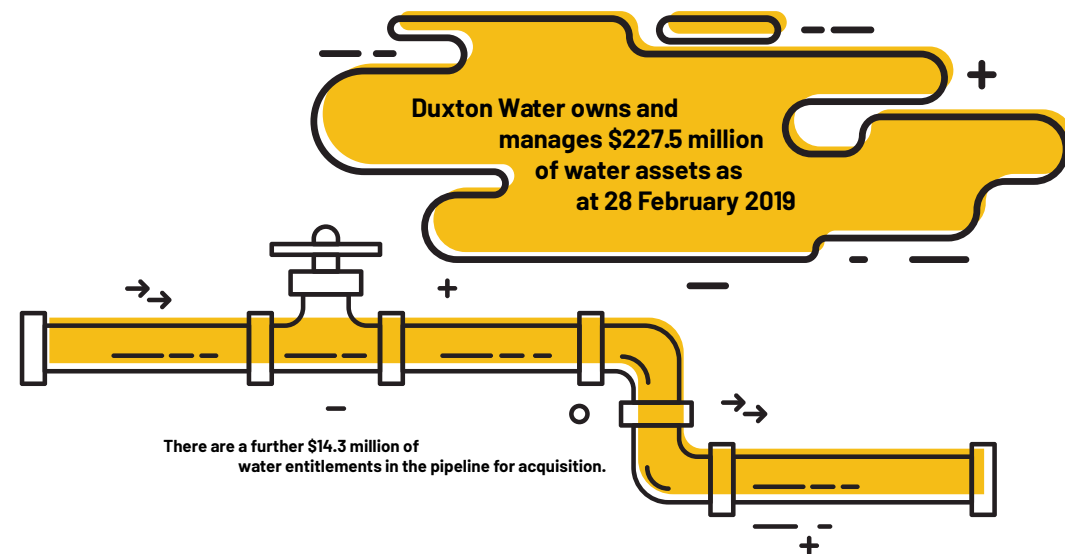 Duxton Water owns and
manages $227.5 million
of water assets as
at 28 February 2019
There are a further $14.3 million of
water entitlements in the pipeline for acquisition.